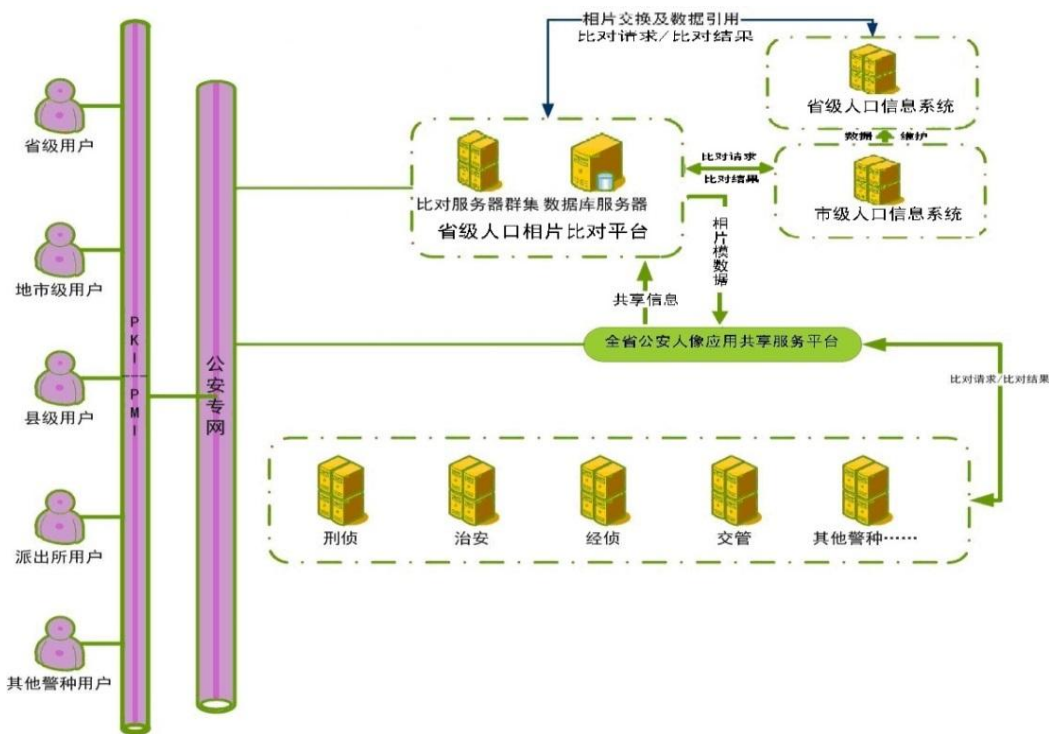 相片交换及数据引用
比对请求/比对结果
省级人口信息系统
数据 维护
比对请求
比对结果
市级人口信息系统
比对服务器群集 数据库服务器
省级人口相片比对平台
相片模数据
共享信息
全省公安人像应用共享服务平台
比对请求/比对结果
省级用户
地市级用户
县级用户
派出所用户
其他警种用户
PKI
PMI
公安专网
刑侦
治安
经侦
交管
其他警种……